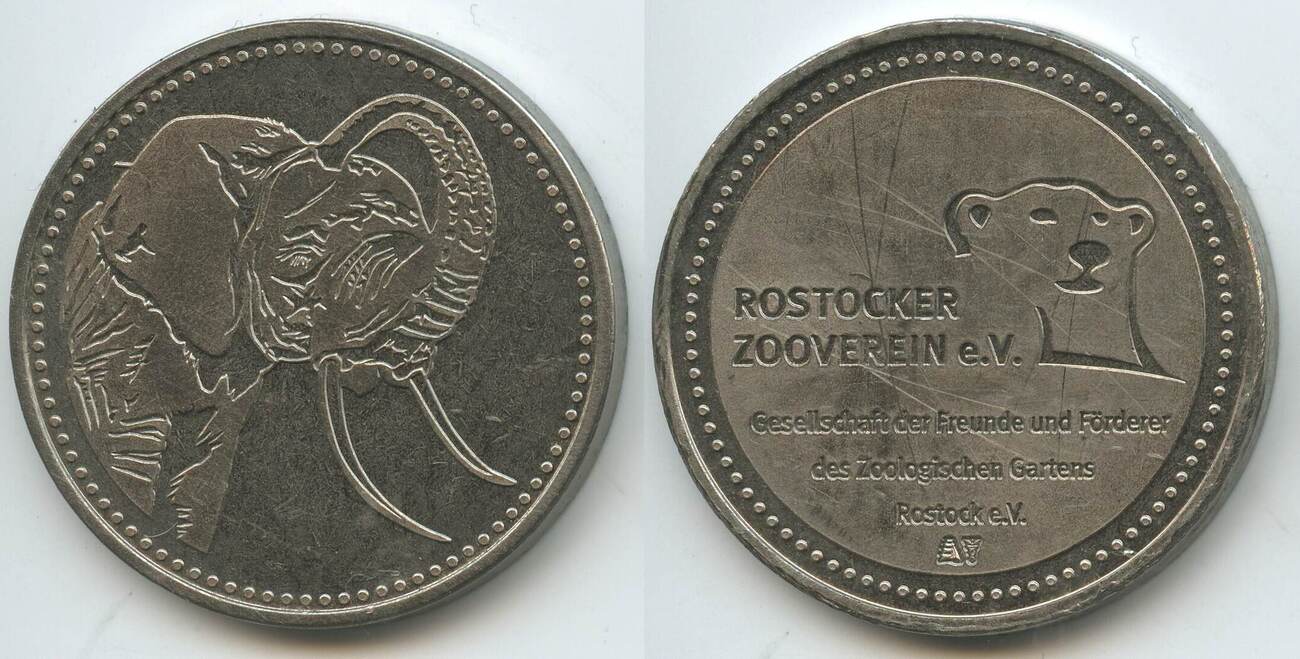 ROSTOCKER
ZOOVEREIN e.V.
Gesellschaft der Freunde und Förderer
des Zoologischen Gartens
Rostock e.V.